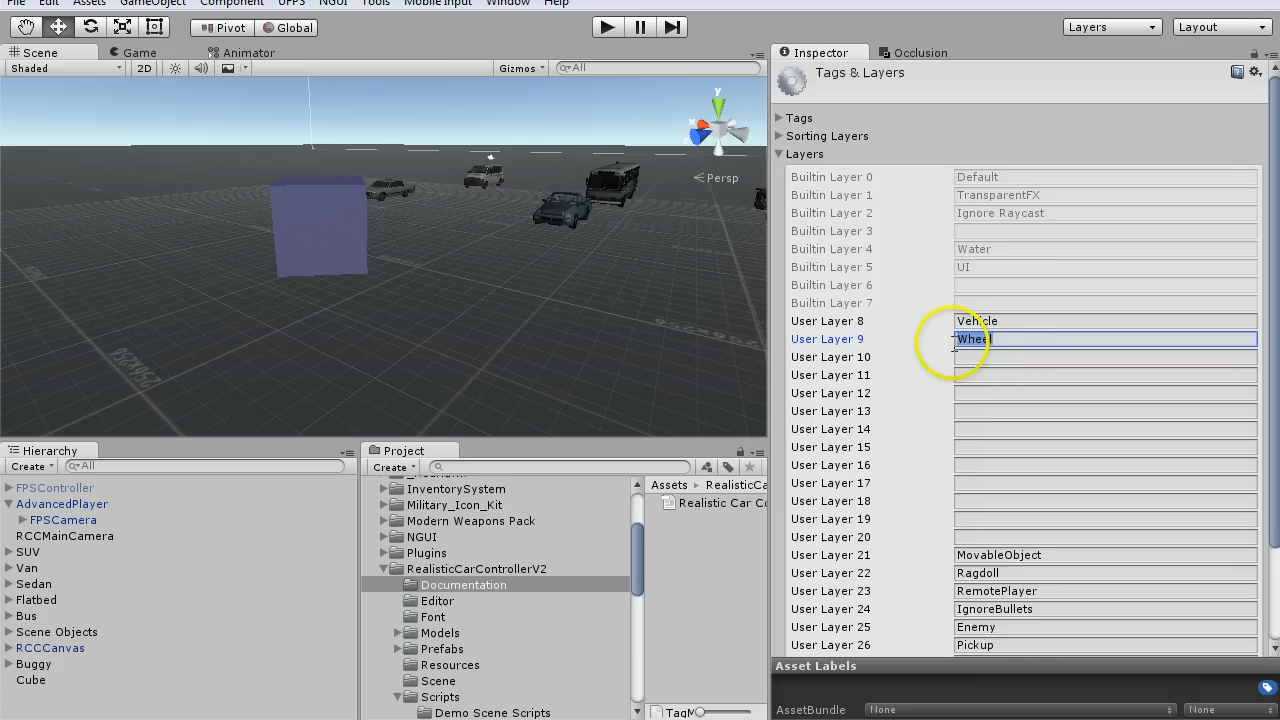 File Edit Assets GameObject Component UFPS NGUI Tools Mobile Input Window Help
Pivot Global Layers Layout
Scene Game Animator
Shaded 2D Gizmos All
y
x
Persp
Hierarchy
Create All
FPSController
AdvancedPlayer
FPSCamera
RCCMainCamera
SUV
Van
Sedan
Flatbed
Bus
Scene Objects
RCCCanvas
Buggy
Cube
Project
Create
InventorySystem
Military_Icon_Kit
Modern Weapons Pack
NGUI
Plugins
RealisticCarControllerV2
Documentation
Editor
Font
Models
Prefabs
Resources
Scene
Scripts
Demo Scene Scripts
Assets RealisticCa
Realistic Car Co
TagM
Inspector Occlusion
Tags & Layers
Tags
Sorting Layers
Layers
Builtin Layer 0 Default
Builtin Layer 1 TransparentFX
Builtin Layer 2 Ignore Raycast
Builtin Layer 3
Builtin Layer 4 Water
Builtin Layer 5 UI
Builtin Layer 6
Builtin Layer 7
User Layer 8 Vehicle
User Layer 9 Wheel
User Layer 10
User Layer 11
User Layer 12
User Layer 13
User Layer 14
User Layer 15
User Layer 16
User Layer 17
User Layer 18
User Layer 19
User Layer 20
User Layer 21 MovableObject
User Layer 22 Ragdoll
User Layer 23 RemotePlayer
User Layer 24 IgnoreBullets
User Layer 25 Enemy
User Layer 26 Pickup
Asset Labels
AssetBundle None None